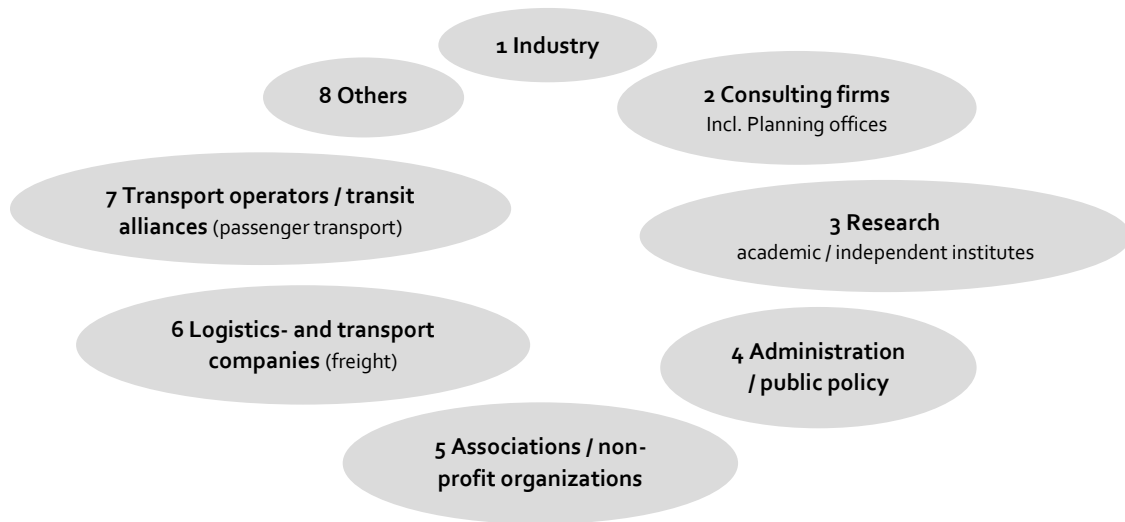 1 Industry
2 Consulting firms
Incl. Planning offices
3 Research
academic / independent institutes
4 Administration
/ public policy
5 Associations / non-
profit organizations
6 Logistics- and transport
companies (freight)
7 Transport operators / transit
alliances (passenger transport)
8 Others